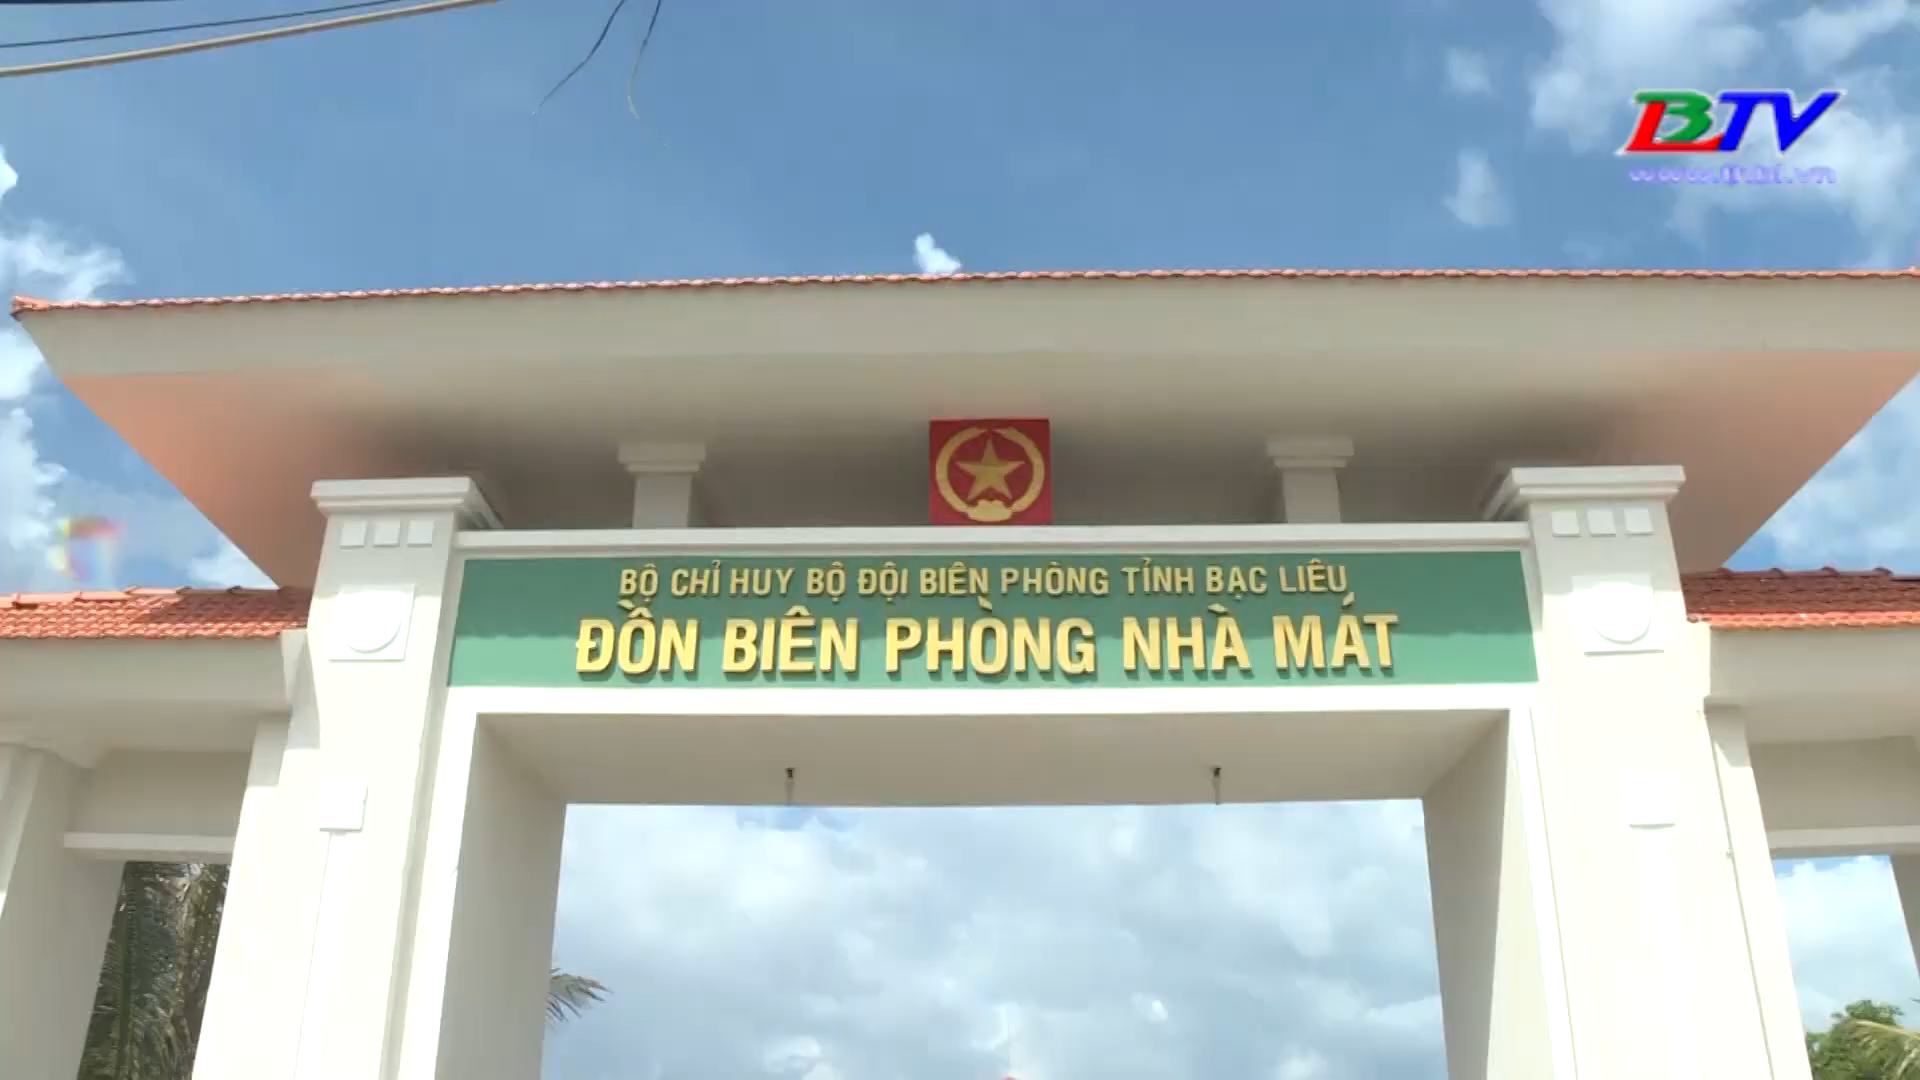 BTV
BỘ CHỈ HUY BỘ ĐỘI BIÊN PHÒNG TỈNH BẠC LIÊU
ĐỒN BIÊN PHÒNG NHÀ MÁT